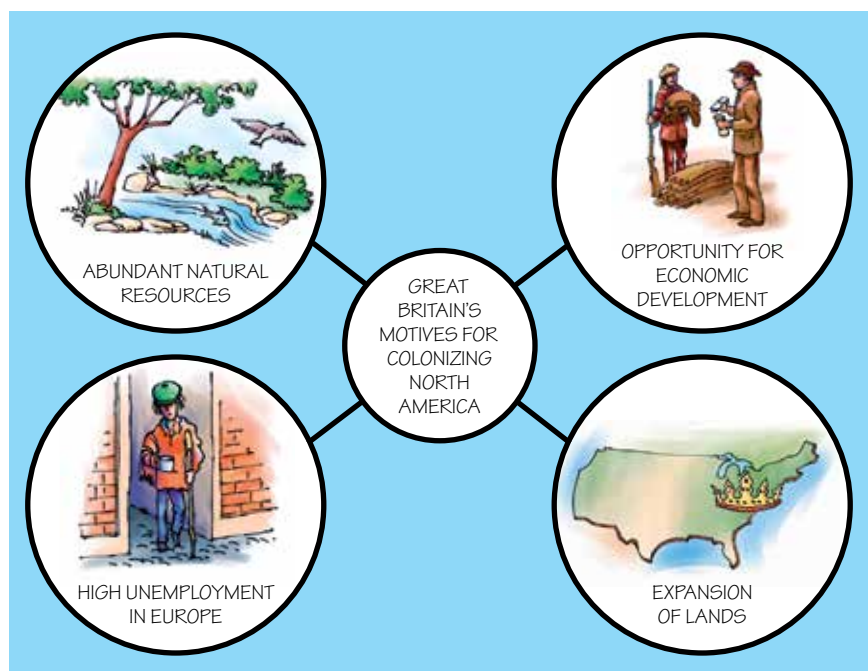 ABUNDANT NATURAL
RESOURCES
OPPORTUNITY FOR
ECONOMIC
DEVELOPMENT
GREAT
BRITAIN'S
MOTIVES FOR
COLONIZING
NORTH
AMERICA
HIGH UNEMPLOYMENT
IN EUROPE
EXPANSION
OF LANDS